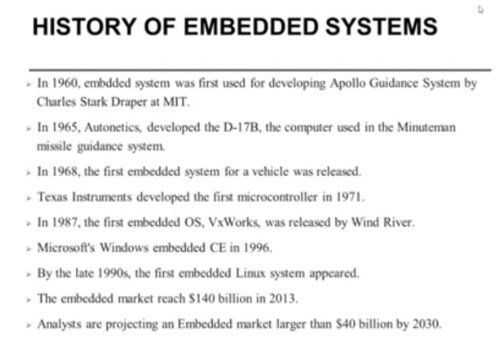 HISTORY OF EMBEDDED SYSTEMS
➢ In 1960, embdded system was first used for developing Apollo Guidance System by
Charles Stark Draper at MIT.
➢ In 1965, Autonetics, developed the D-17B, the computer used in the Minuteman
missile guidance system.
➢ In 1968, the first embedded system for a vehicle was released.
➢ Texas Instruments developed the first microcontroller in 1971.
➢ In 1987, the first embedded OS, VxWorks, was released by Wind River.
➢ Microsoft's Windows embedded CE in 1996.
➢ By the late 1990s, the first embedded Linux system appeared.
➢ The embedded market reach $140 billion in 2013.
➢ Analysts are projecting an Embedded market larger than $40 billion by 2030.